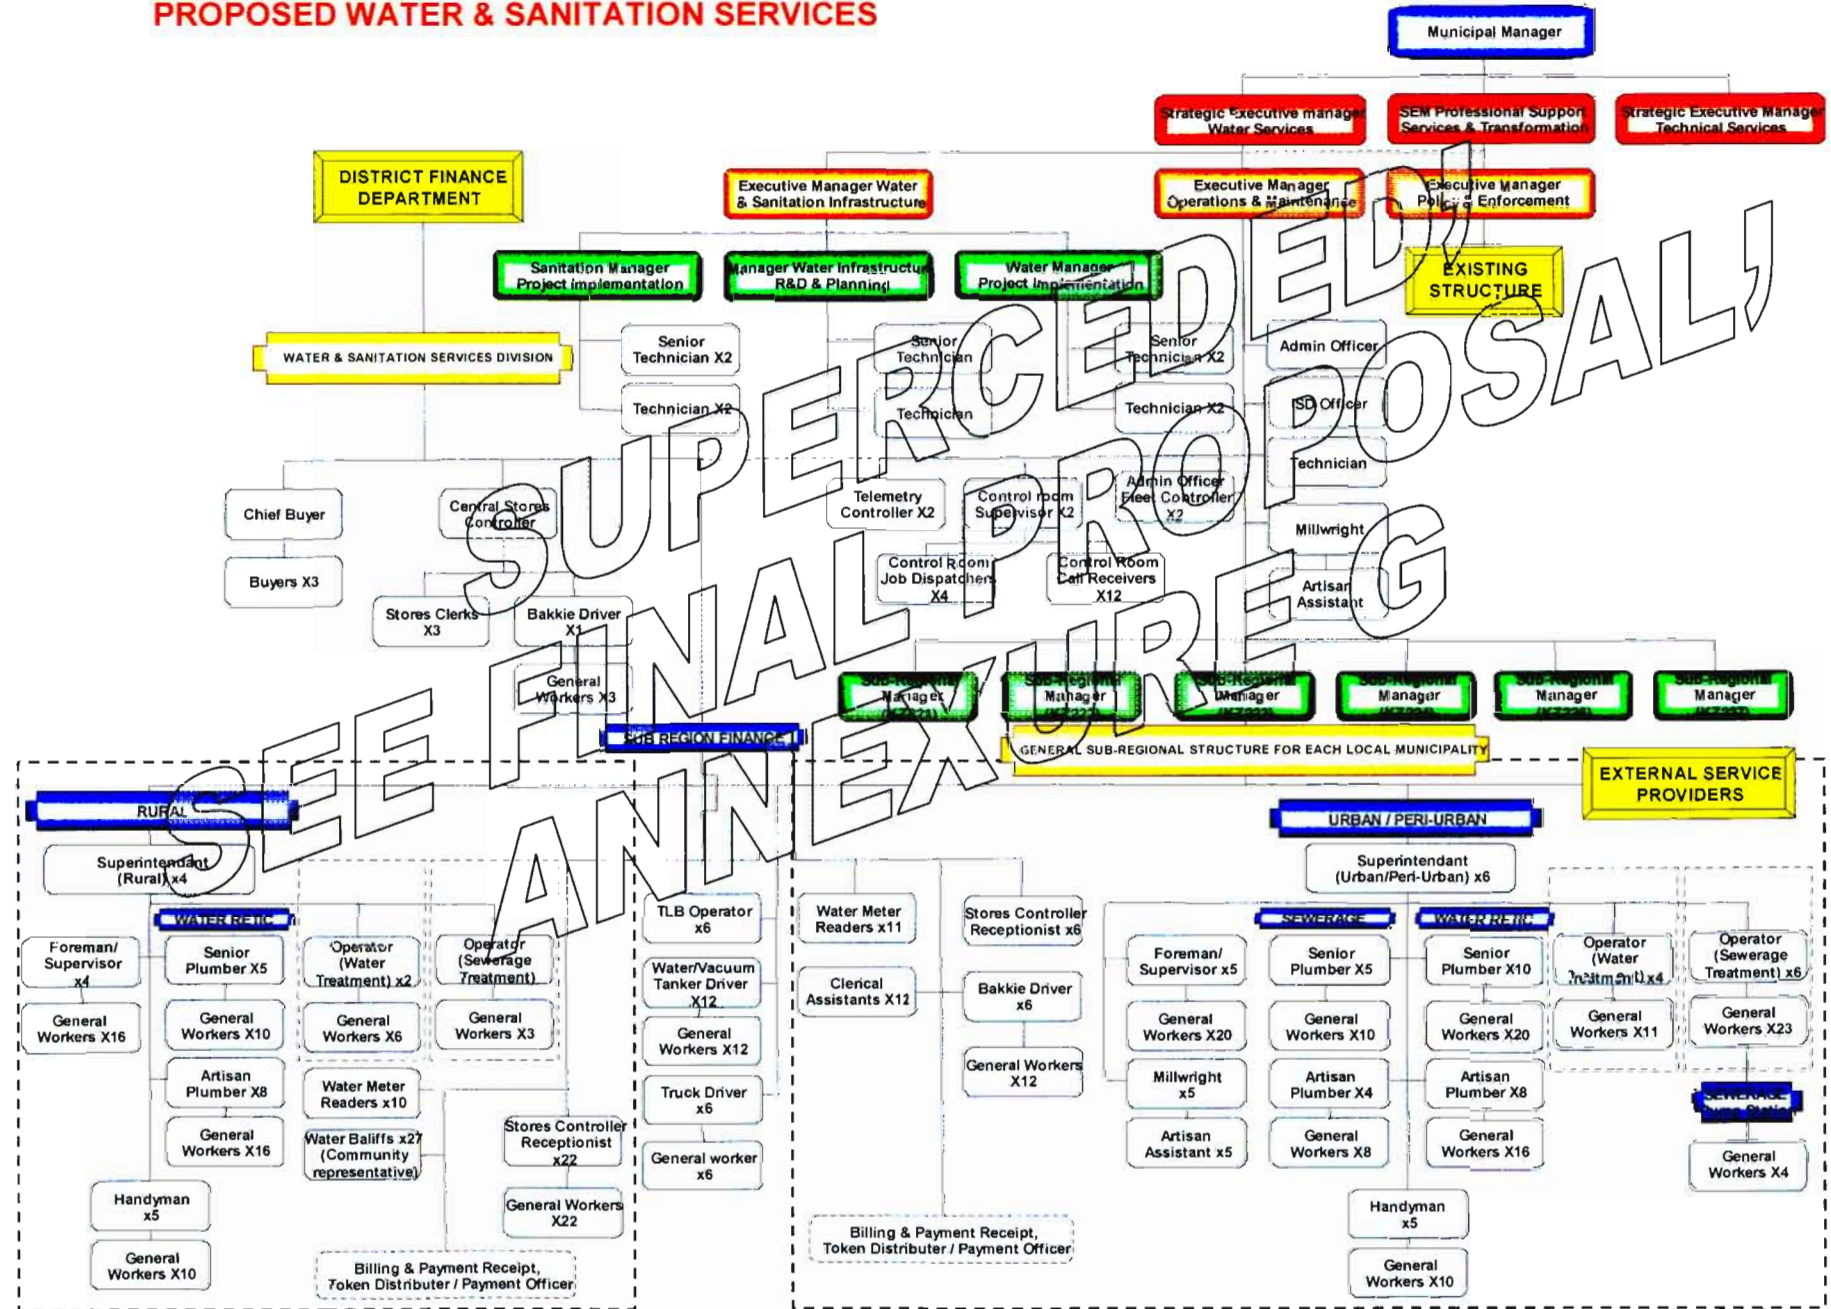 PROPOSED WATER & SANITATION SERVICES
Municipal Manager
Strategic Executive manager
Water Services
SEM Professional Support
Services & Transformation
Strategic Executive Manager
Technical Services
DISTRICT FINANCE
DEPARTMENT
Executive Manager Water
& Sanitation Infrastructure
Executive Manager
Operations & Maintenance
Executive Manager
Policy & Enforcement
Sanitation Manager
Project implementation
Manager Water Infrastructur
R&D & Planning
Water Manager
Project Implementation
EXISTING
STRUCTURE
WATER & SANITATION SERVICES DIVISION
Senior
Technician X2
Technician X2
Senior
Technician
Technician
Senior
Technician X2
Technician X2
Admin Officer
SD Officer
Technician
Millwright
Artisan
Assistant
Chief Buyer
Buyers X3
Central Stores
Controller
Stores Clerks
X3
Bakkie Driver
X1
General
Workers X3
Telemetry
Controller X2
Control room
Supervisor X2
Admin Officer
Fleet Controller
X2
Control Room
Job Dispatchers
X4
Control Room
Call Receivers
X12
SUPERCEDED,
SEE FINAL PROPOSAL,
ANNEXURE G
Sub-Regional
Manager
Sub-Regional
Manager
Sub-Regional
Manager
Sub-Regional
Manager
Sub-Regional
Manager
Sub-Regional
Manager
SUB REGION FINANCE
GENERAL SUB-REGIONAL STRUCTURE FOR EACH LOCAL MUNICIPALITY
EXTERNAL SERVICE
PROVIDERS
RURAL
Superintendant
(Rural) x4
WATER RETIC
Foreman/
Supervisor
x4
General
Workers X16
Senior
Plumber X5
General
Workers X10
Artisan
Plumber X8
General
Workers X16
Handyman
x5
General
Workers X10
Operator
(Water
Treatment) x2
General
Workers X6
Water Meter
Readers x10
Water Baliffs x27
(Community
representative)
Operator
(Sewerage
Treatment)
General
Workers X3
Stores Controller
Receptionist
x22
General Workers
X22
Billing & Payment Receipt,
Token Distributer / Payment Officer
TLB Operator
x6
Water/Vacuum
Tanker Driver
X12
General
Workers X12
Truck Driver
x6
General worker
x6
Water Meter
Readers x11
Clerical
Assistants X12
Stores Controller
Receptionist x6
Bakkie Driver
x6
General Workers
X12
Billing & Payment Receipt,
Token Distributer / Payment Officer
URBAN / PERI-URBAN
Superintendant
(Urban/Peri-Urban) x6
Foreman/
Supervisor x5
General
Workers X20
Millwright
x5
Artisan
Assistant x5
SEWERAGE
Senior
Plumber X5
General
Workers X10
Artisan
Plumber X4
General
Workers X8
WATER RETIC
Senior
Plumber X10
General
Workers X20
Artisan
Plumber X8
General
Workers X16
Handyman
x5
General
Workers X10
Operator
(Water
Treatment) x4
General
Workers X11
Operator
(Sewerage
Treatment) x6
General
Workers X23
SEWERAGE
Pump Station
General
Workers X4